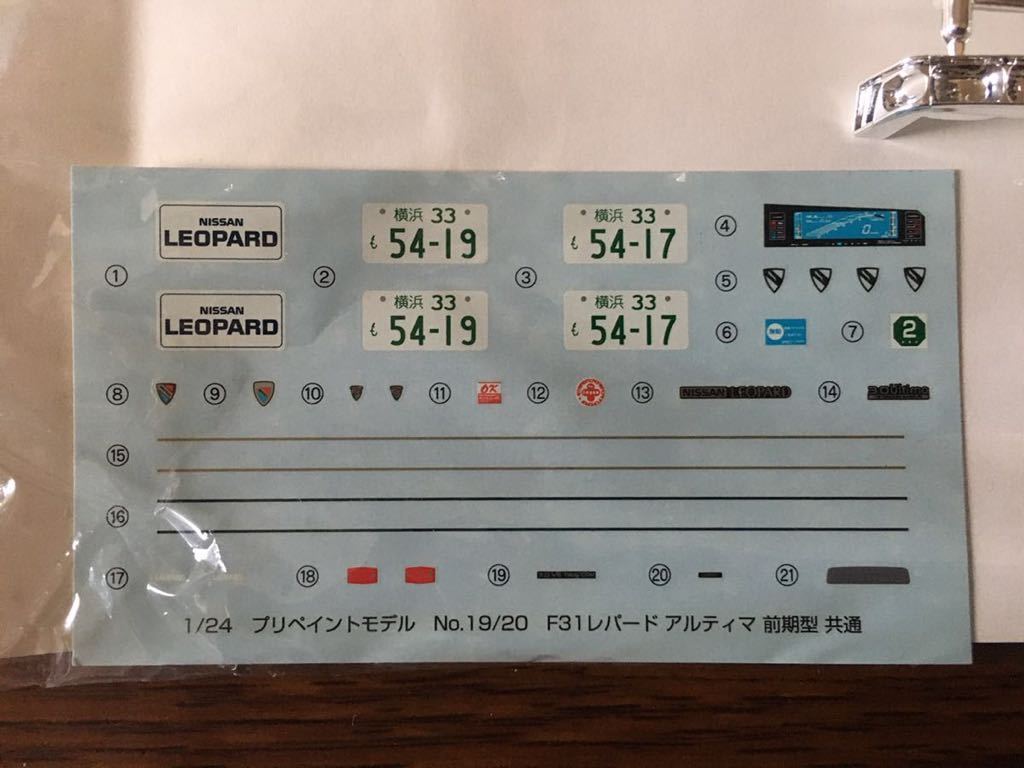 NISSAN
LEOPARD
横浜 33
も 54-19
横浜 33
も 54-17
④
0
① ② ③
⑤
NISSAN
LEOPARD
横浜 33
も 54-19
横浜 33
も 54-17
⑥ ⑦ 2
⑧ ⑨ ⑩ ⑪ OK ⑫ ⑬ NISSAN LEOPARD ⑭
⑮
⑯
⑰ ⑱ ⑲ ⑳ ㉑
1/24 プリペイントモデル No.19/20 F31レパード アルティマ 前期型 共通